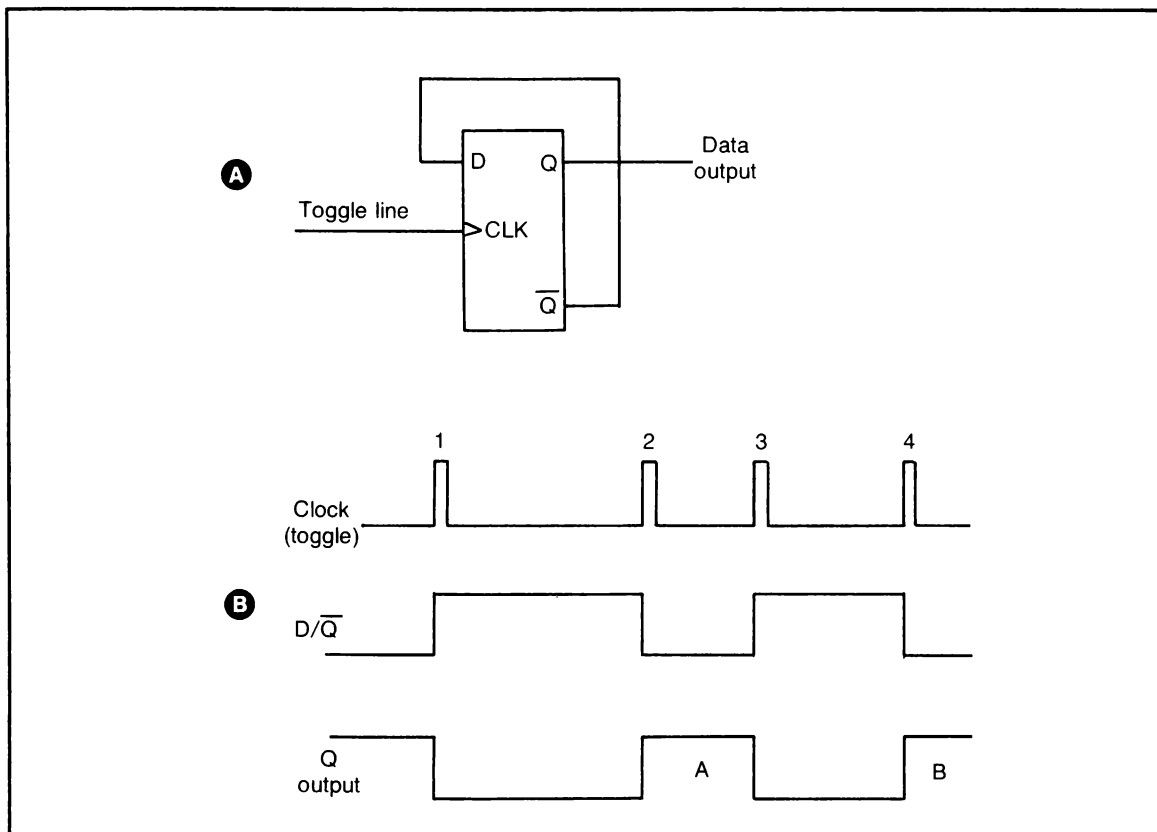 A
D
Q
Data
output
Toggle line
CLK
Q̅
1
2
3
4
Clock
(toggle)
B
D/Q̅
Q
output
A
B